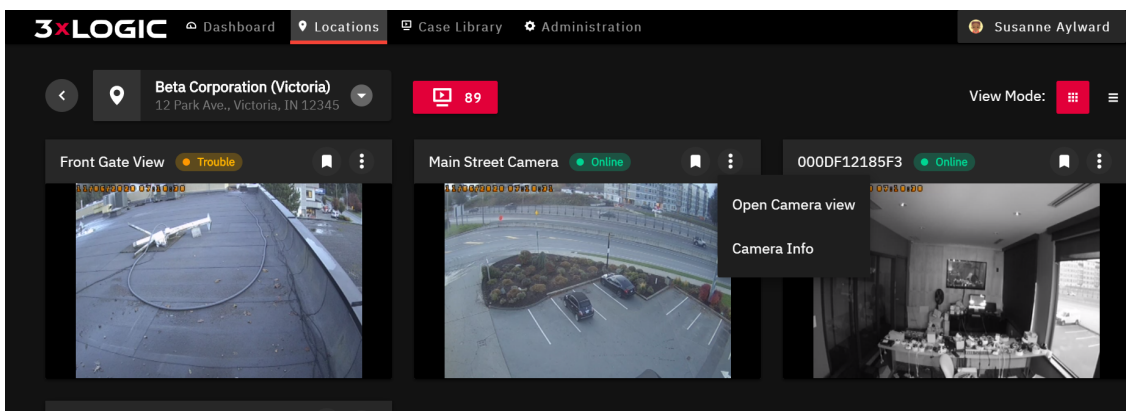 3xLOGIC Dashboard Locations Case Library Administration Susanne Aylward
Beta Corporation (Victoria)
12 Park Ave., Victoria, IN 12345
89
View Mode:
Front Gate View Trouble
Main Street Camera Online
000DF12185F3 Online
Open Camera view
Camera Info